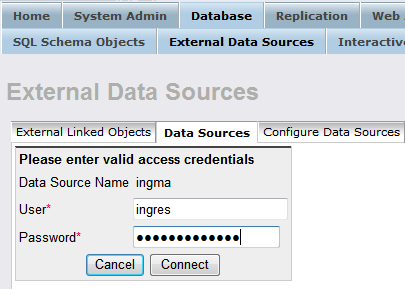 Home System Admin Database Replication Web
SQL Schema Objects External Data Sources Interactive
External Data Sources
External Linked Objects Data Sources Configure Data Sources
Please enter valid access credentials
Data Source Name ingma
User* ingres
Password* ●●●●●●●●●●●●●
Cancel Connect